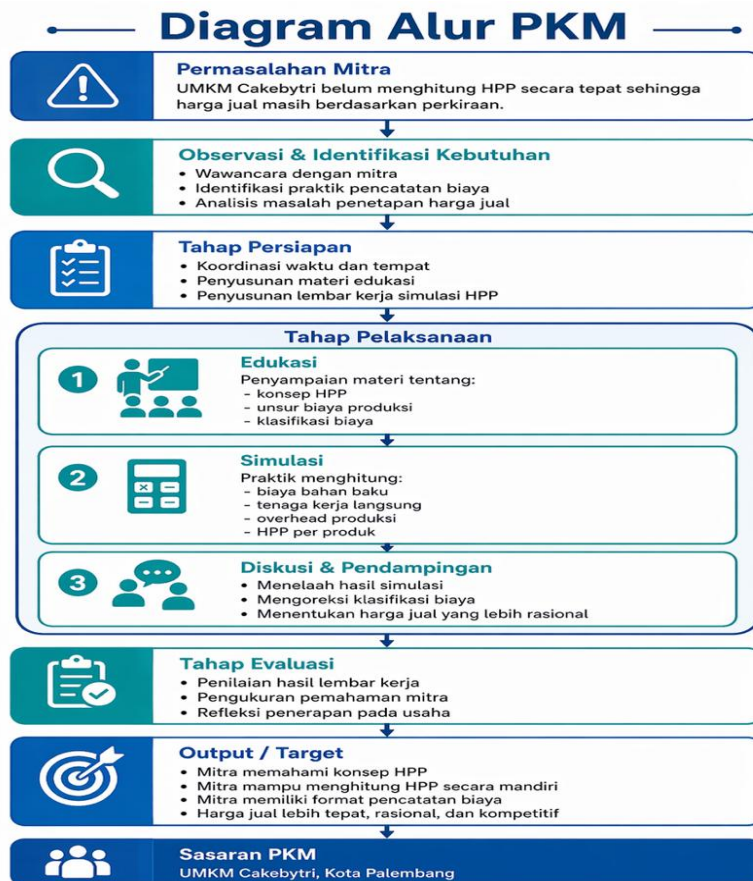 Diagram Alur PKM
Permasalahan Mitra
UMKM Cakebytri belum menghitung HPP secara tepat sehingga
harga jual masih berdasarkan perkiraan.
Observasi & Identifikasi Kebutuhan
• Wawancara dengan mitra
• Identifikasi praktik pencatatan biaya
• Analisis masalah penetapan harga jual
Tahap Persiapan
• Koordinasi waktu dan tempat
• Penyusunan materi edukasi
• Penyusunan lembar kerja simulasi HPP
Tahap Pelaksanaan
1
Edukasi
Penyampaian materi tentang:
- konsep HPP
- unsur biaya produksi
- klasifikasi biaya
2
Simulasi
Praktik menghitung:
- biaya bahan baku
- tenaga kerja langsung
- overhead produksi
- HPP per produk
3
Diskusi & Pendampingan
• Menelaah hasil simulasi
• Mengoreksi klasifikasi biaya
• Menentukan harga jual yang lebih rasional
Tahap Evaluasi
• Penilaian hasil lembar kerja
• Pengukuran pemahaman mitra
• Refleksi penerapan pada usaha
Output / Target
• Mitra memahami konsep HPP
• Mitra mampu menghitung HPP secara mandiri
• Mitra memiliki format pencatatan biaya
• Harga jual lebih tepat, rasional, dan kompetitif
Sasaran PKM
UMKM Cakebytri, Kota Palembang